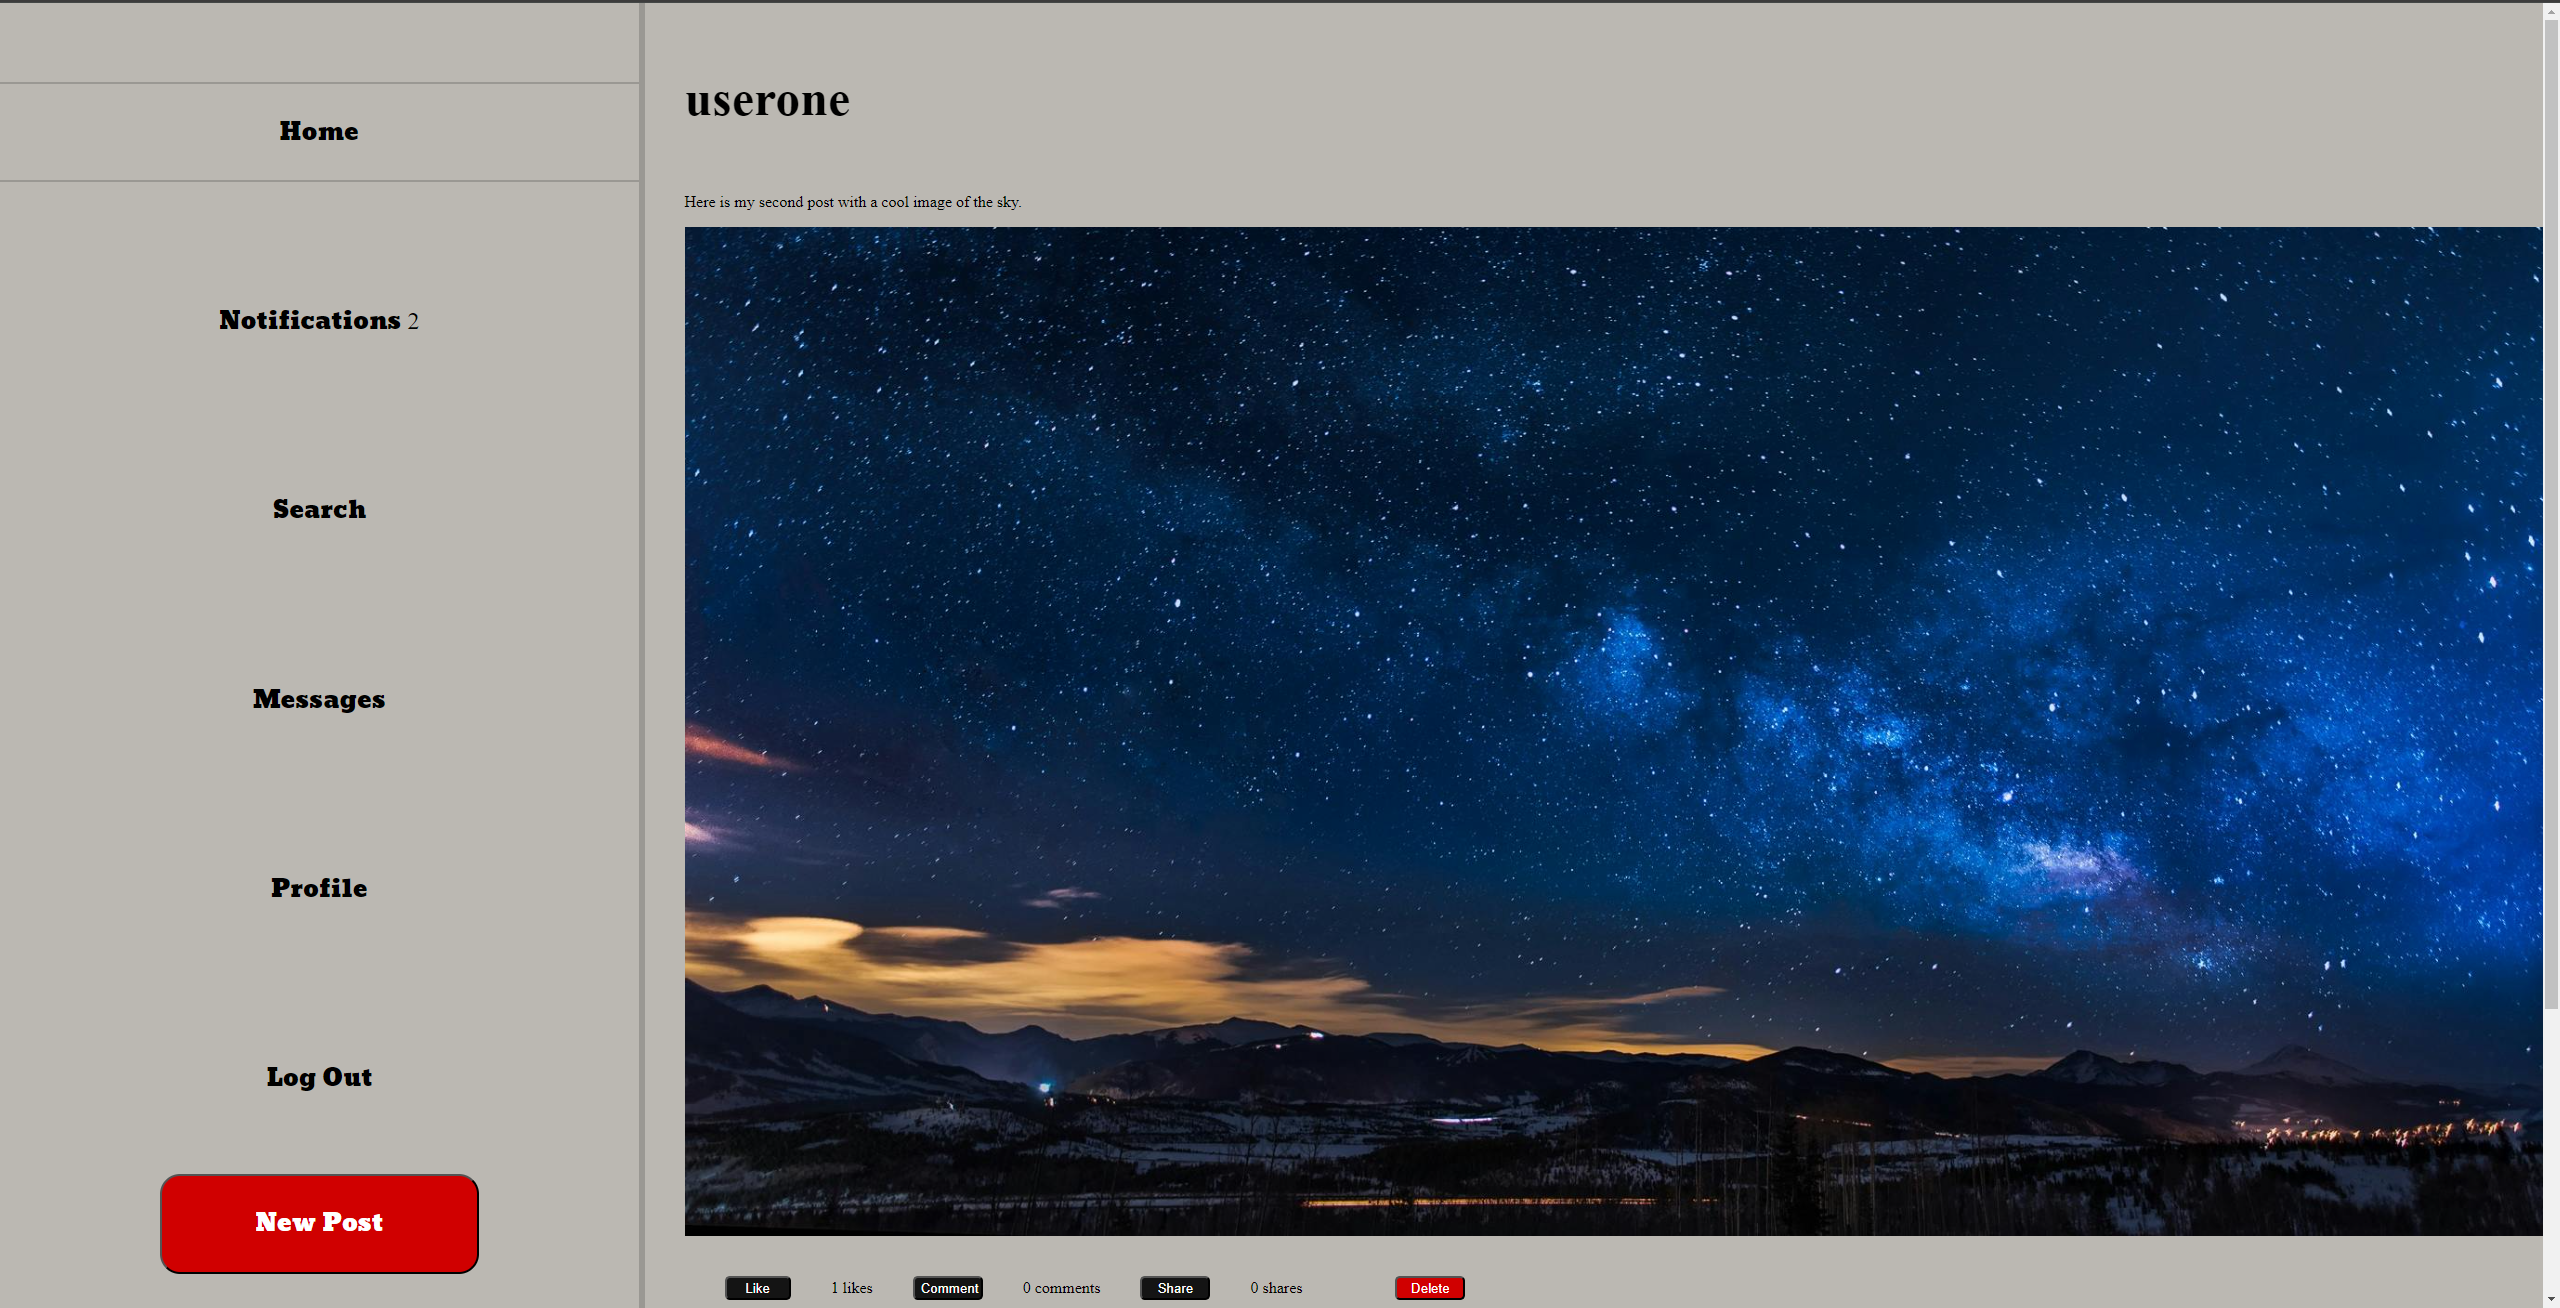 Home
Notifications 2
Search
Messages
Profile
Log Out
New Post
userone
Here is my second post with a cool image of the sky.
Like 1 likes Comment 0 comments Share 0 shares Delete